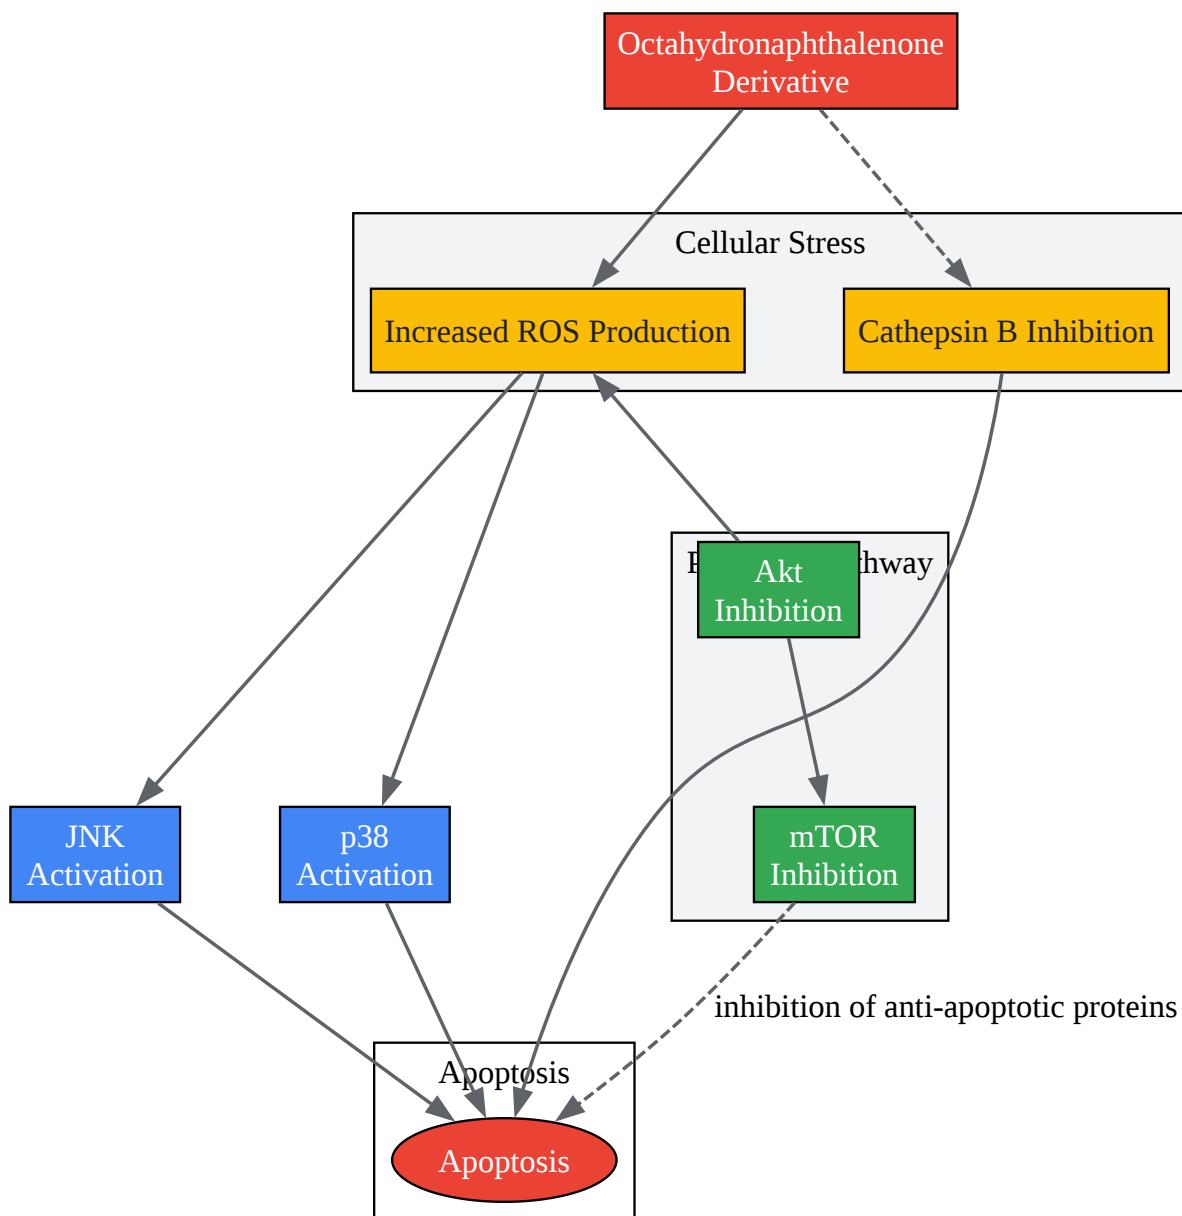 Octahydronaphthalenone
Derivative
Cellular Stress
Increased ROS Production
Cathepsin B Inhibition
Akt
Inhibition
JNK
Activation
p38
Activation
mTOR
Inhibition
inhibition of anti-apoptotic proteins
Apoptosis
Apoptosis